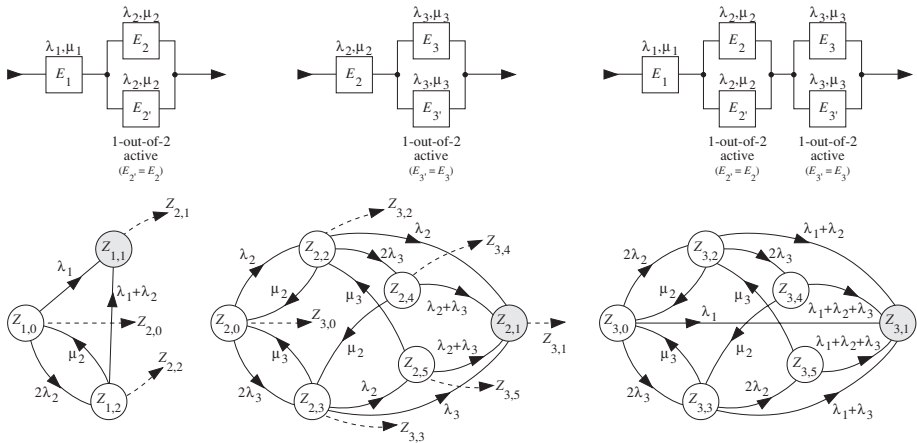 λ1,μ1
λ2,μ2
E1
E2
λ2,μ2
E2'
1-out-of-2
active
(E2' = E2)
λ2,μ2
λ3,μ3
E2
E3
λ3,μ3
E3'
1-out-of-2
active
(E3' = E3)
λ1,μ1
λ2,μ2
λ3,μ3
E1
E2
E3
λ2,μ2
λ3,μ3
E2'
E3'
1-out-of-2
active
(E2' = E2)
1-out-of-2
active
(E3' = E3)
Z2,1
Z1,1
λ1
λ1+λ2
Z1,0
Z2,0
μ2
Z2,2
2λ2
Z1,2
Z3,2
λ2
Z2,2
λ2
2λ3
Z3,4
μ2
μ3
Z2,4
λ2+λ3
Z2,0
Z3,0
Z2,1
Z3,1
μ3
μ2
λ2+λ3
Z2,5
2λ3
λ2
Z3,5
Z2,3
λ3
Z3,3
λ1+λ2
2λ2
Z3,2
2λ3
μ2
μ3
Z3,4
λ1+λ2+λ3
Z3,0
λ1
Z3,1
μ3
μ2
λ1+λ2+λ3
Z3,5
2λ3
2λ2
Z3,3
λ1+λ3